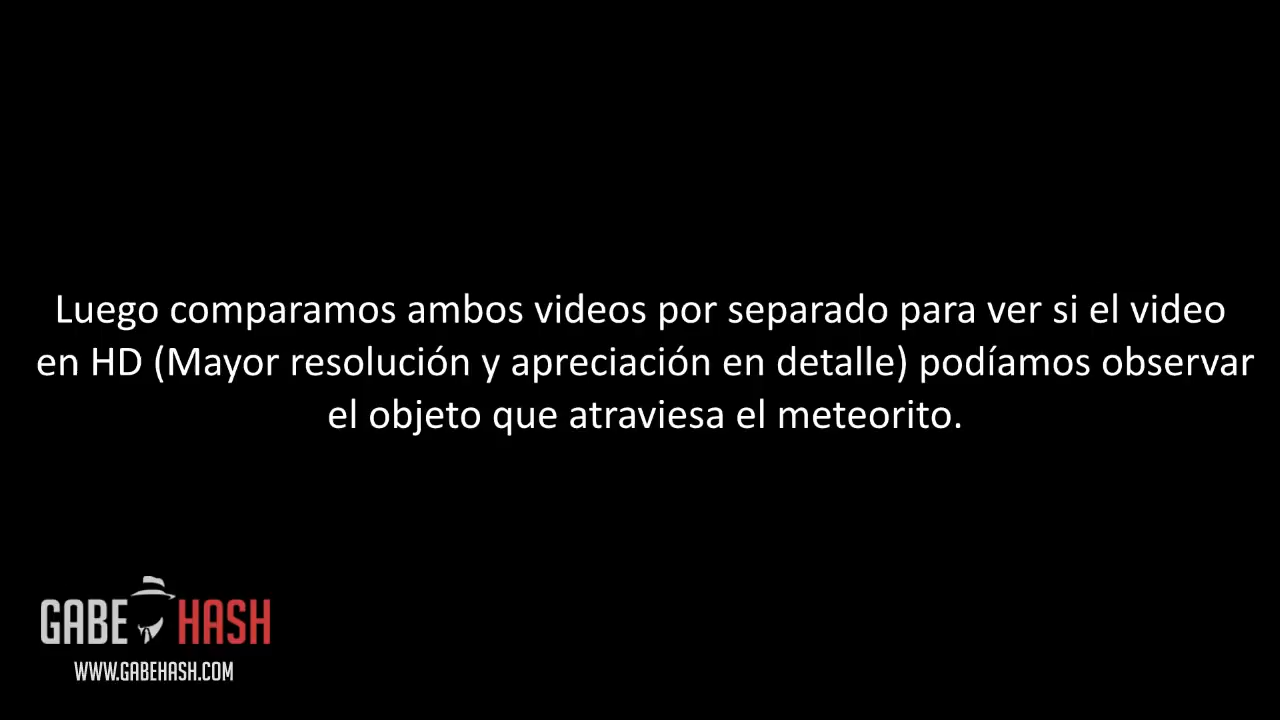 Luego comparamos ambos videos por separado para ver si el video
en HD (Mayor resolución y apreciación en detalle) podíamos observar
el objeto que atraviesa el meteorito.
GABE HASH
WWW.GABEHASH.COM